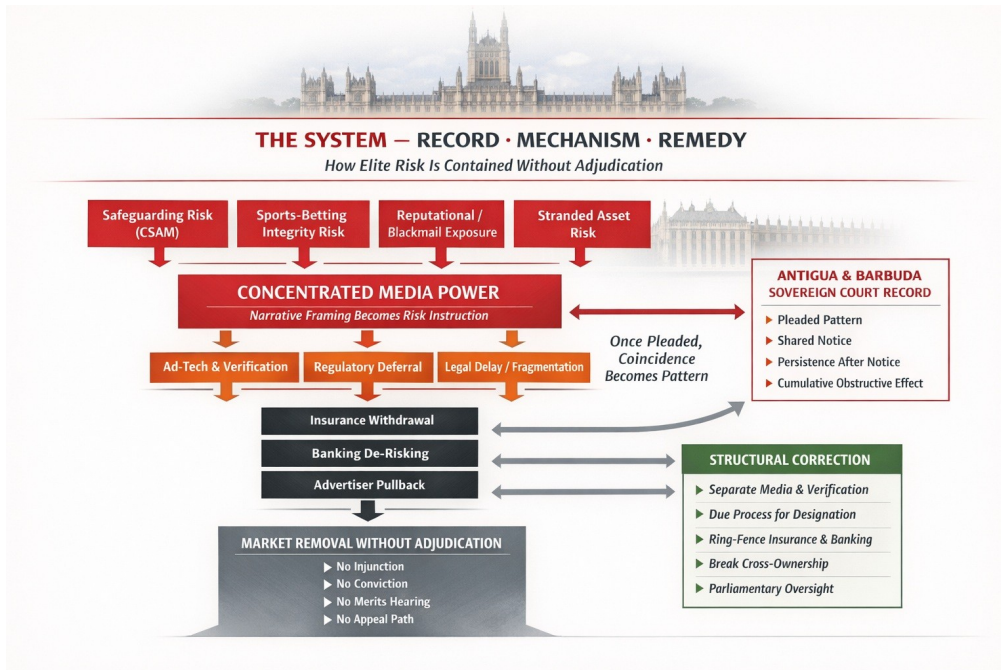 THE SYSTEM — RECORD · MECHANISM · REMEDY
How Elite Risk Is Contained Without Adjudication
Safeguarding Risk
(CSAM)
Sports-Betting
Integrity Risk
Reputational /
Blackmail Exposure
Stranded Asset
Risk
CONCENTRATED MEDIA POWER
Narrative Framing Becomes Risk Instruction
Ad-Tech & Verification
Regulatory Deferral
Legal Delay / Fragmentation
Once Pleaded,
Coincidence
Becomes Pattern
ANTIGUA & BARBUDA
SOVEREIGN COURT RECORD
Pleaded Pattern
Shared Notice
Persistence After Notice
Cumulative Obstructive Effect
Insurance Withdrawal
Banking De-Risking
Advertiser Pullback
MARKET REMOVAL WITHOUT ADJUDICATION
No Injunction
No Conviction
No Merits Hearing
No Appeal Path
STRUCTURAL CORRECTION
Separate Media & Verification
Due Process for Designation
Ring-Fence Insurance & Banking
Break Cross-Ownership
Parliamentary Oversight